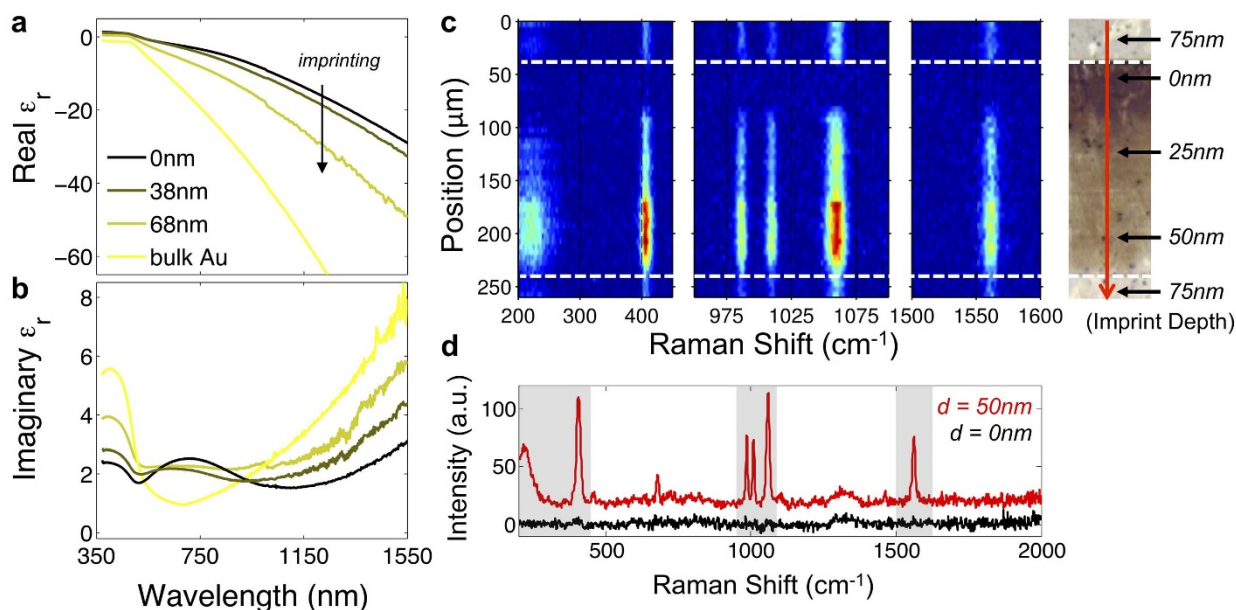 a
Real εr
0
−20
−40
−60
imprinting
0nm
38nm
68nm
bulk Au
b
Imaginary εr
8
6
4
2
0
350 750 1150 1550
Wavelength (nm)
c
Position (μm)
0
50
100
150
200
250
200 300 400 975 1025 1075 1500 1550 1600
Raman Shift (cm-1)
75nm
0nm
25nm
50nm
75nm
(Imprint Depth)
d
Intensity (a.u.)
100
50
0
d = 50nm
d = 0nm
500 1000 1500 2000
Raman Shift (cm-1)